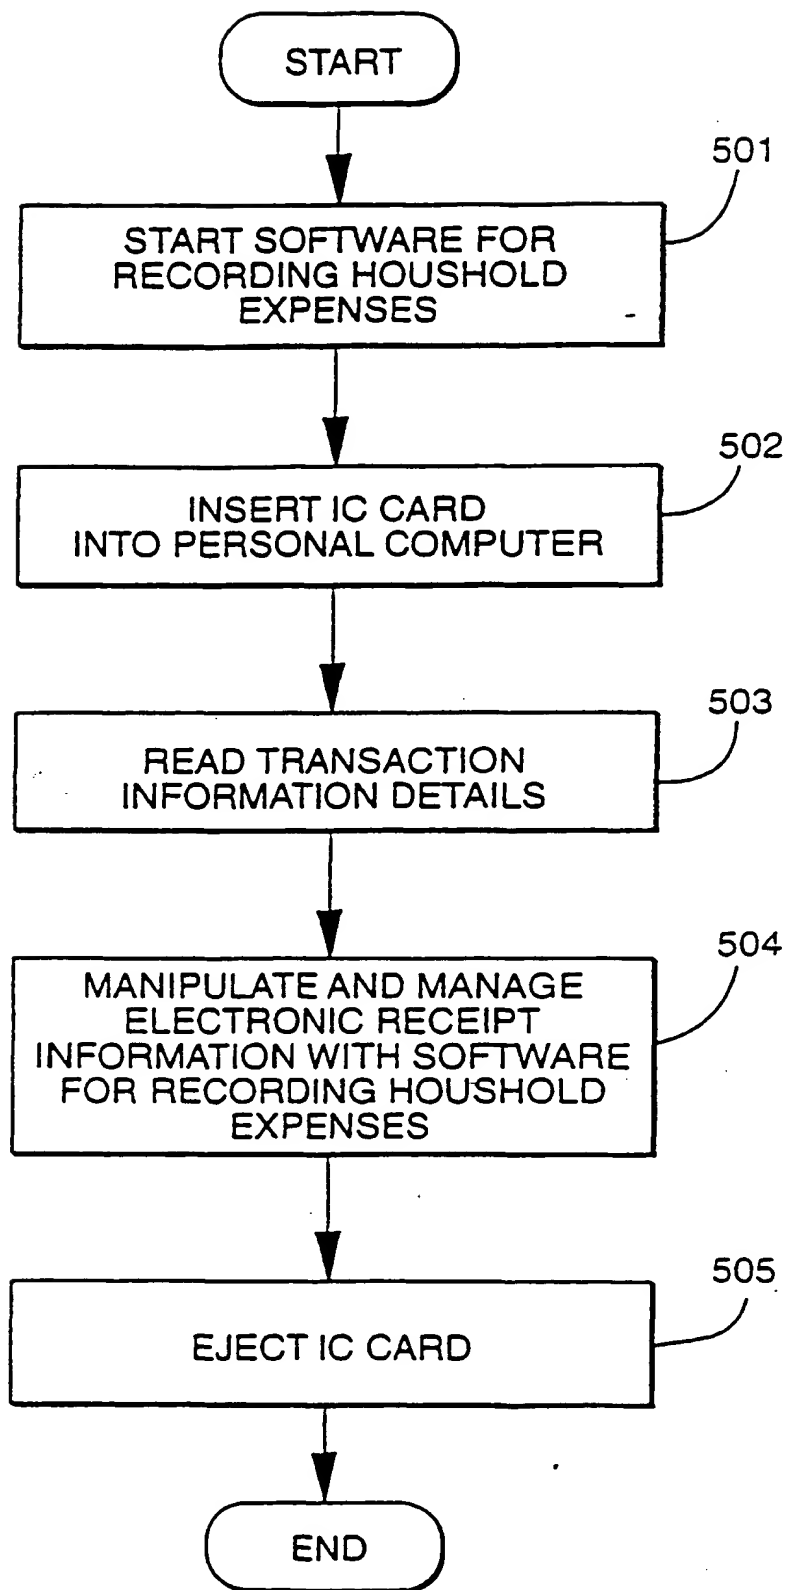 START
501
START SOFTWARE FOR
RECORDING HOUSHOLD
EXPENSES
502
INSERT IC CARD
INTO PERSONAL COMPUTER
503
READ TRANSACTION
INFORMATION DETAILS
504
MANIPULATE AND MANAGE
ELECTRONIC RECEIPT
INFORMATION WITH SOFTWARE
FOR RECORDING HOUSHOLD
EXPENSES
505
EJECT IC CARD
END